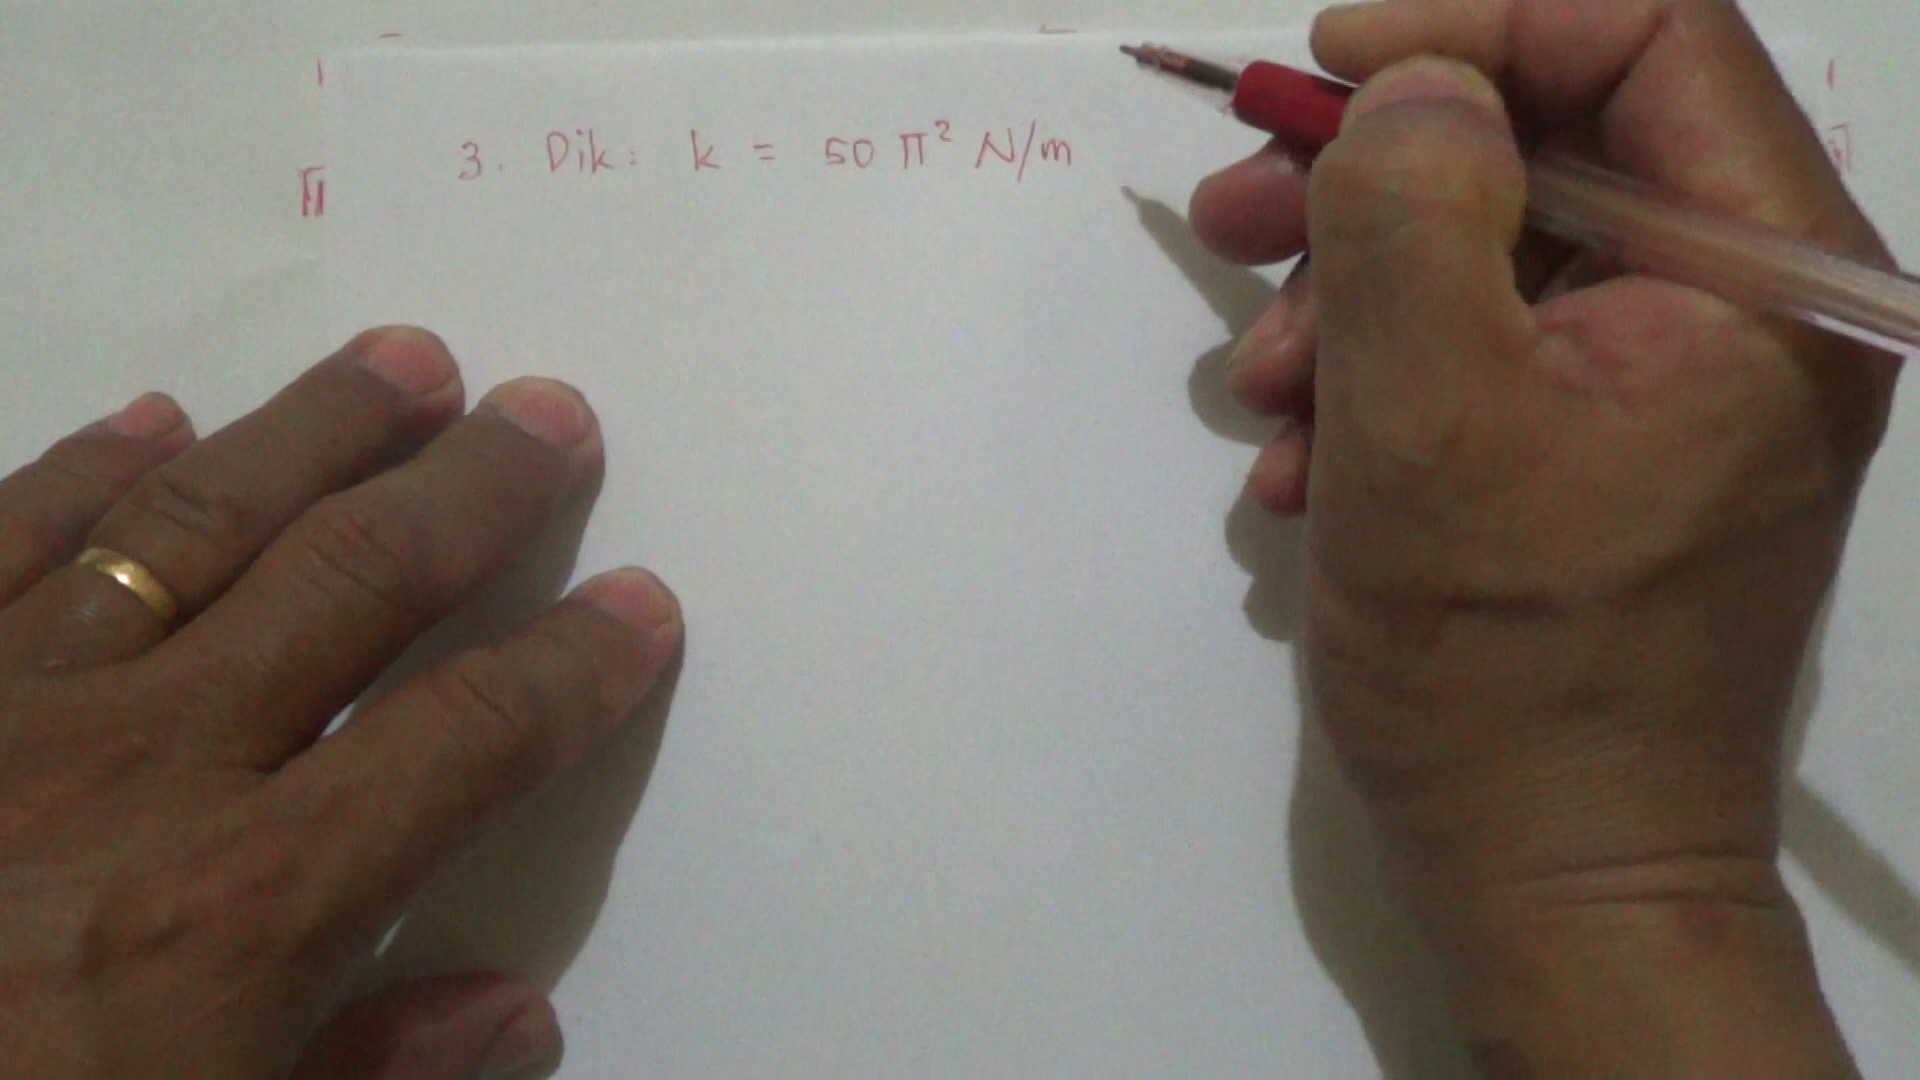 3. Dik: k = 50 π² N/m